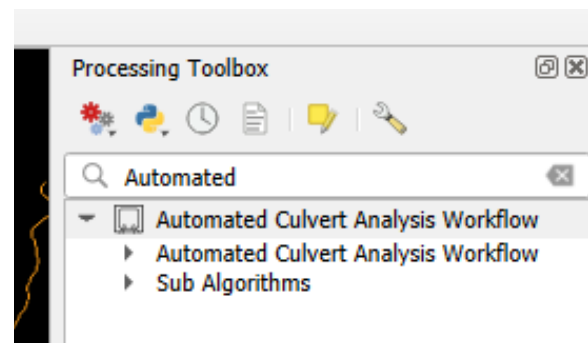 Processing Toolbox
Automated
Automated Culvert Analysis Workflow
Automated Culvert Analysis Workflow
Sub Algorithms